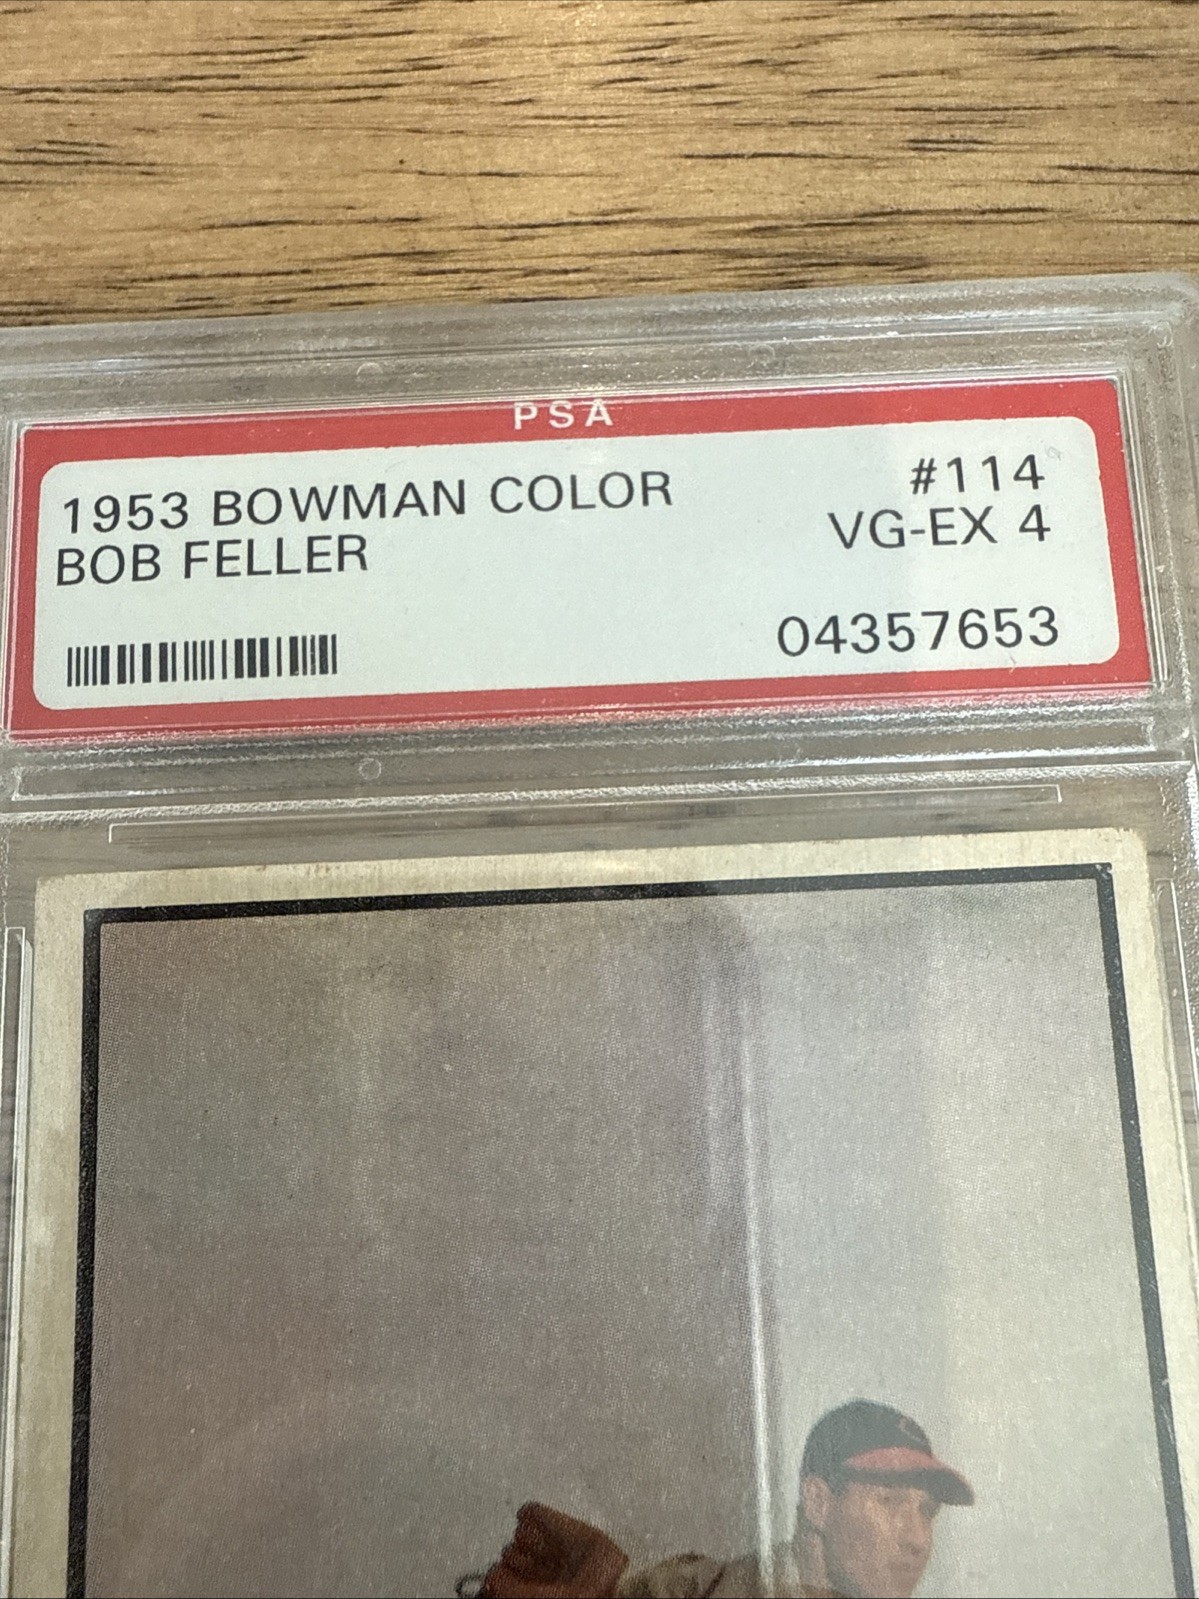 PSA
1953 BOWMAN COLOR #114
BOB FELLER VG-EX 4
04357653